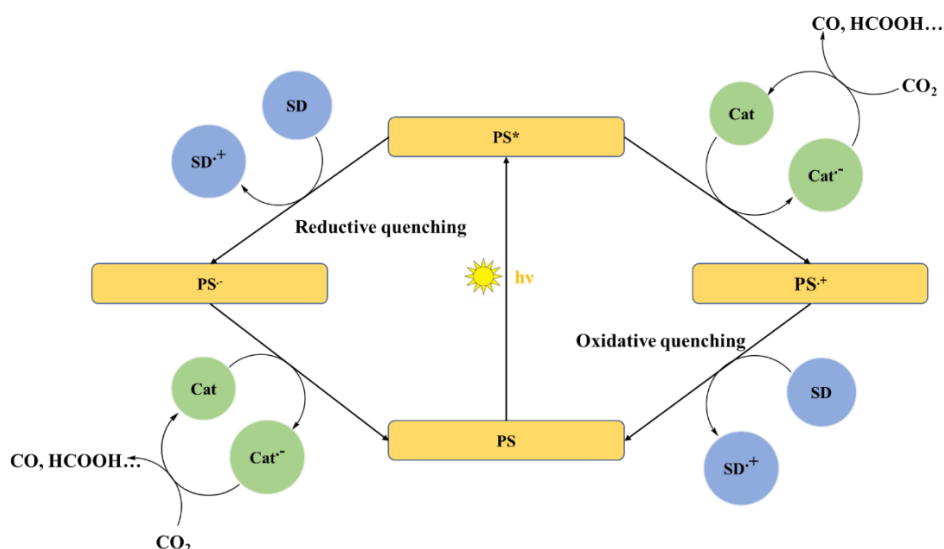 CO, HCOOH…
CO₂
SD
PS*
Cat
SD·⁺
Cat·⁻
Reductive quenching
PS·-
hν
PS·⁺
Oxidative quenching
Cat
SD
PS
CO, HCOOH…
Cat·⁻
SD·⁺
CO₂